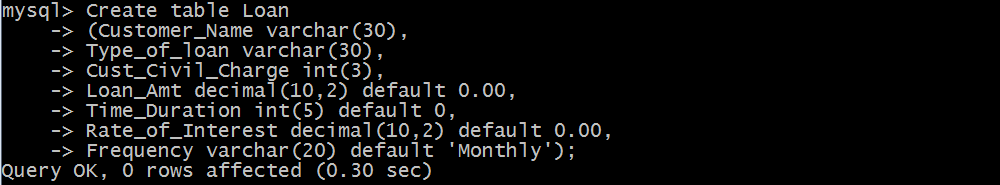 mysql> Create table Loan
-> (Customer_Name varchar(30),
-> Type_of_loan varchar(30),
-> Cust_Civil_Charge int(3),
-> Loan_Amt decimal(10,2) default 0.00,
-> Time_Duration int(5) default 0,
-> Rate_of_Interest decimal(10,2) default 0.00,
-> Frequency varchar(20) default 'Monthly');
Query OK, 0 rows affected (0.30 sec)